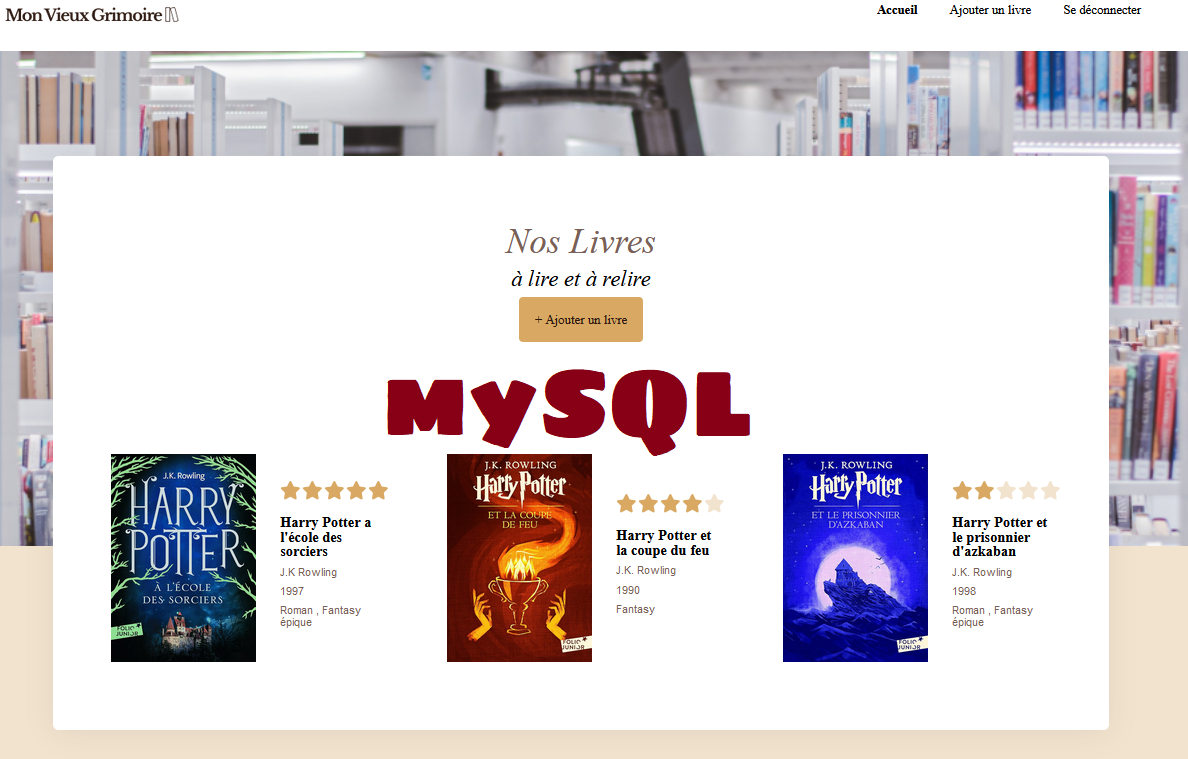 Mon Vieux Grimoire
Accueil Ajouter un livre Se déconnecter
Nos Livres
à lire et à relire
+ Ajouter un livre
MySQL
J.K. Rowling
HARRY
POTTER
À L'ÉCOLE
DES SORCIERS
FOLIO
JUNIOR
Harry Potter a
l'école des
sorciers
J.K Rowling
1997
Roman , Fantasy
épique
J.K. ROWLING
Harry Potter
ET LA COUPE
DE FEU
FOLIO
JUNIOR
Harry Potter et
la coupe du feu
J.K. Rowling
1990
Fantasy
J.K. ROWLING
Harry Potter
ET LE PRISONNIER
D'AZKABAN
FOLIO
JUNIOR
Harry Potter et
le prisonnier
d'azkaban
J.K. Rowling
1998
Roman , Fantasy
épique